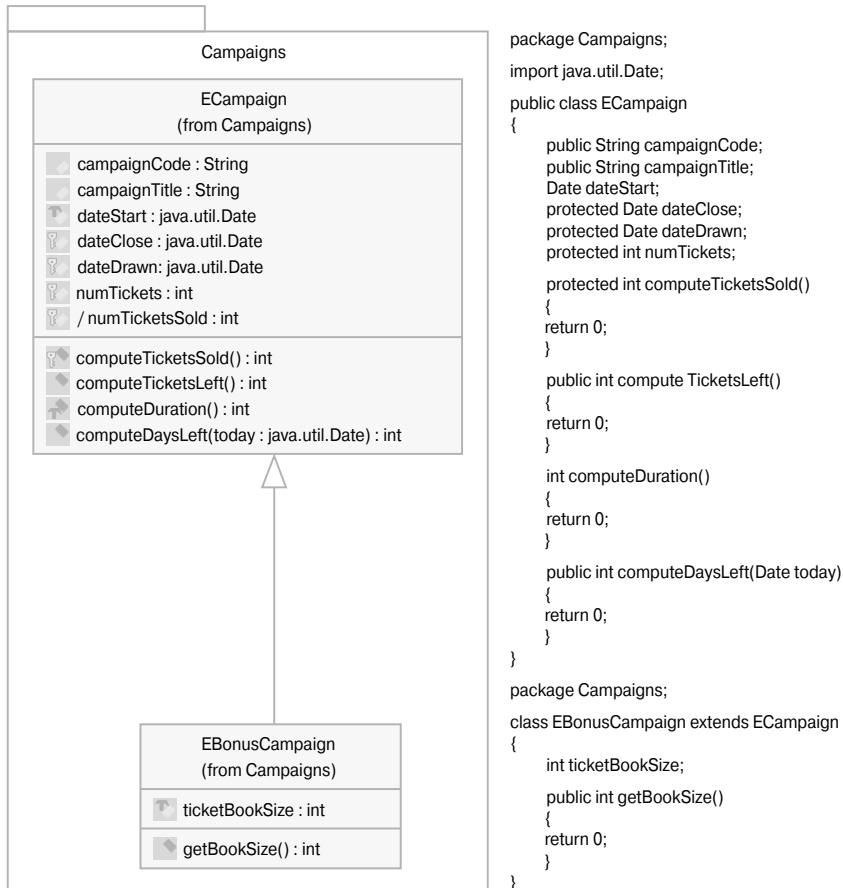 Campaigns
ECampaign
(from Campaigns)
campaignCode : String
campaignTitle : String
dateStart : java.util.Date
dateClose : java.util.Date
dateDrawn: java.util.Date
numTickets : int
/ numTicketsSold : int
computeTicketsSold() : int
computeTicketsLeft() : int
computeDuration() : int
computeDaysLeft(today : java.util.Date) : int
EBonusCampaign
(from Campaigns)
ticketBookSize : int
getBookSize() : int
package Campaigns;
import java.util.Date;
public class ECampaign
{
public String campaignCode;
public String campaignTitle;
Date dateStart;
protected Date dateClose;
protected Date dateDrawn;
protected int numTickets;
protected int computeTicketsSold()
{
return 0;
}
public int compute TicketsLeft()
{
return 0;
}
int computeDuration()
{
return 0;
}
public int computeDaysLeft(Date today)
{
return 0;
}
}
package Campaigns;
class EBonusCampaign extends ECampaign
{
int ticketBookSize;
public int getBookSize()
{
return 0;
}
}